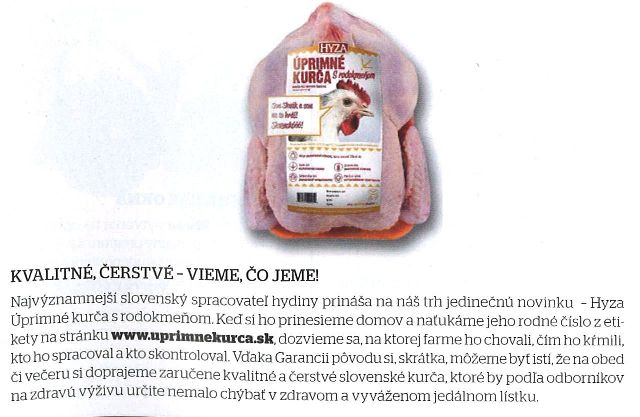 HYZA
ÚPRIMNÉ
KURČA
s rodokmeňom
KVALITNÉ, ČERSTVÉ – VIEME, ČO JEME!
Najvýznamnejší slovenský spracovateľ hydiny prináša na náš trh jedinečnú novinku – Hyza
Úprimné kurča s rodokmeňom. Keď si ho prinesieme domov a naťukáme jeho rodné číslo z eti-
kety na stránku www.uprimnekurca.sk, dozvieme sa, na ktorej farme ho chovali, čím ho kŕmili,
kto ho spracoval a kto skontroloval. Vďaka Garancii pôvodu si, skrátka, môžeme byť istí, že na obed
či večeru si doprajeme zaručene kvalitné a čerstvé slovenské kurča, ktoré by podľa odborníkov
na zdravú výživu určite nemalo chýbať v zdravom a vyváženom jedálnom lístku.